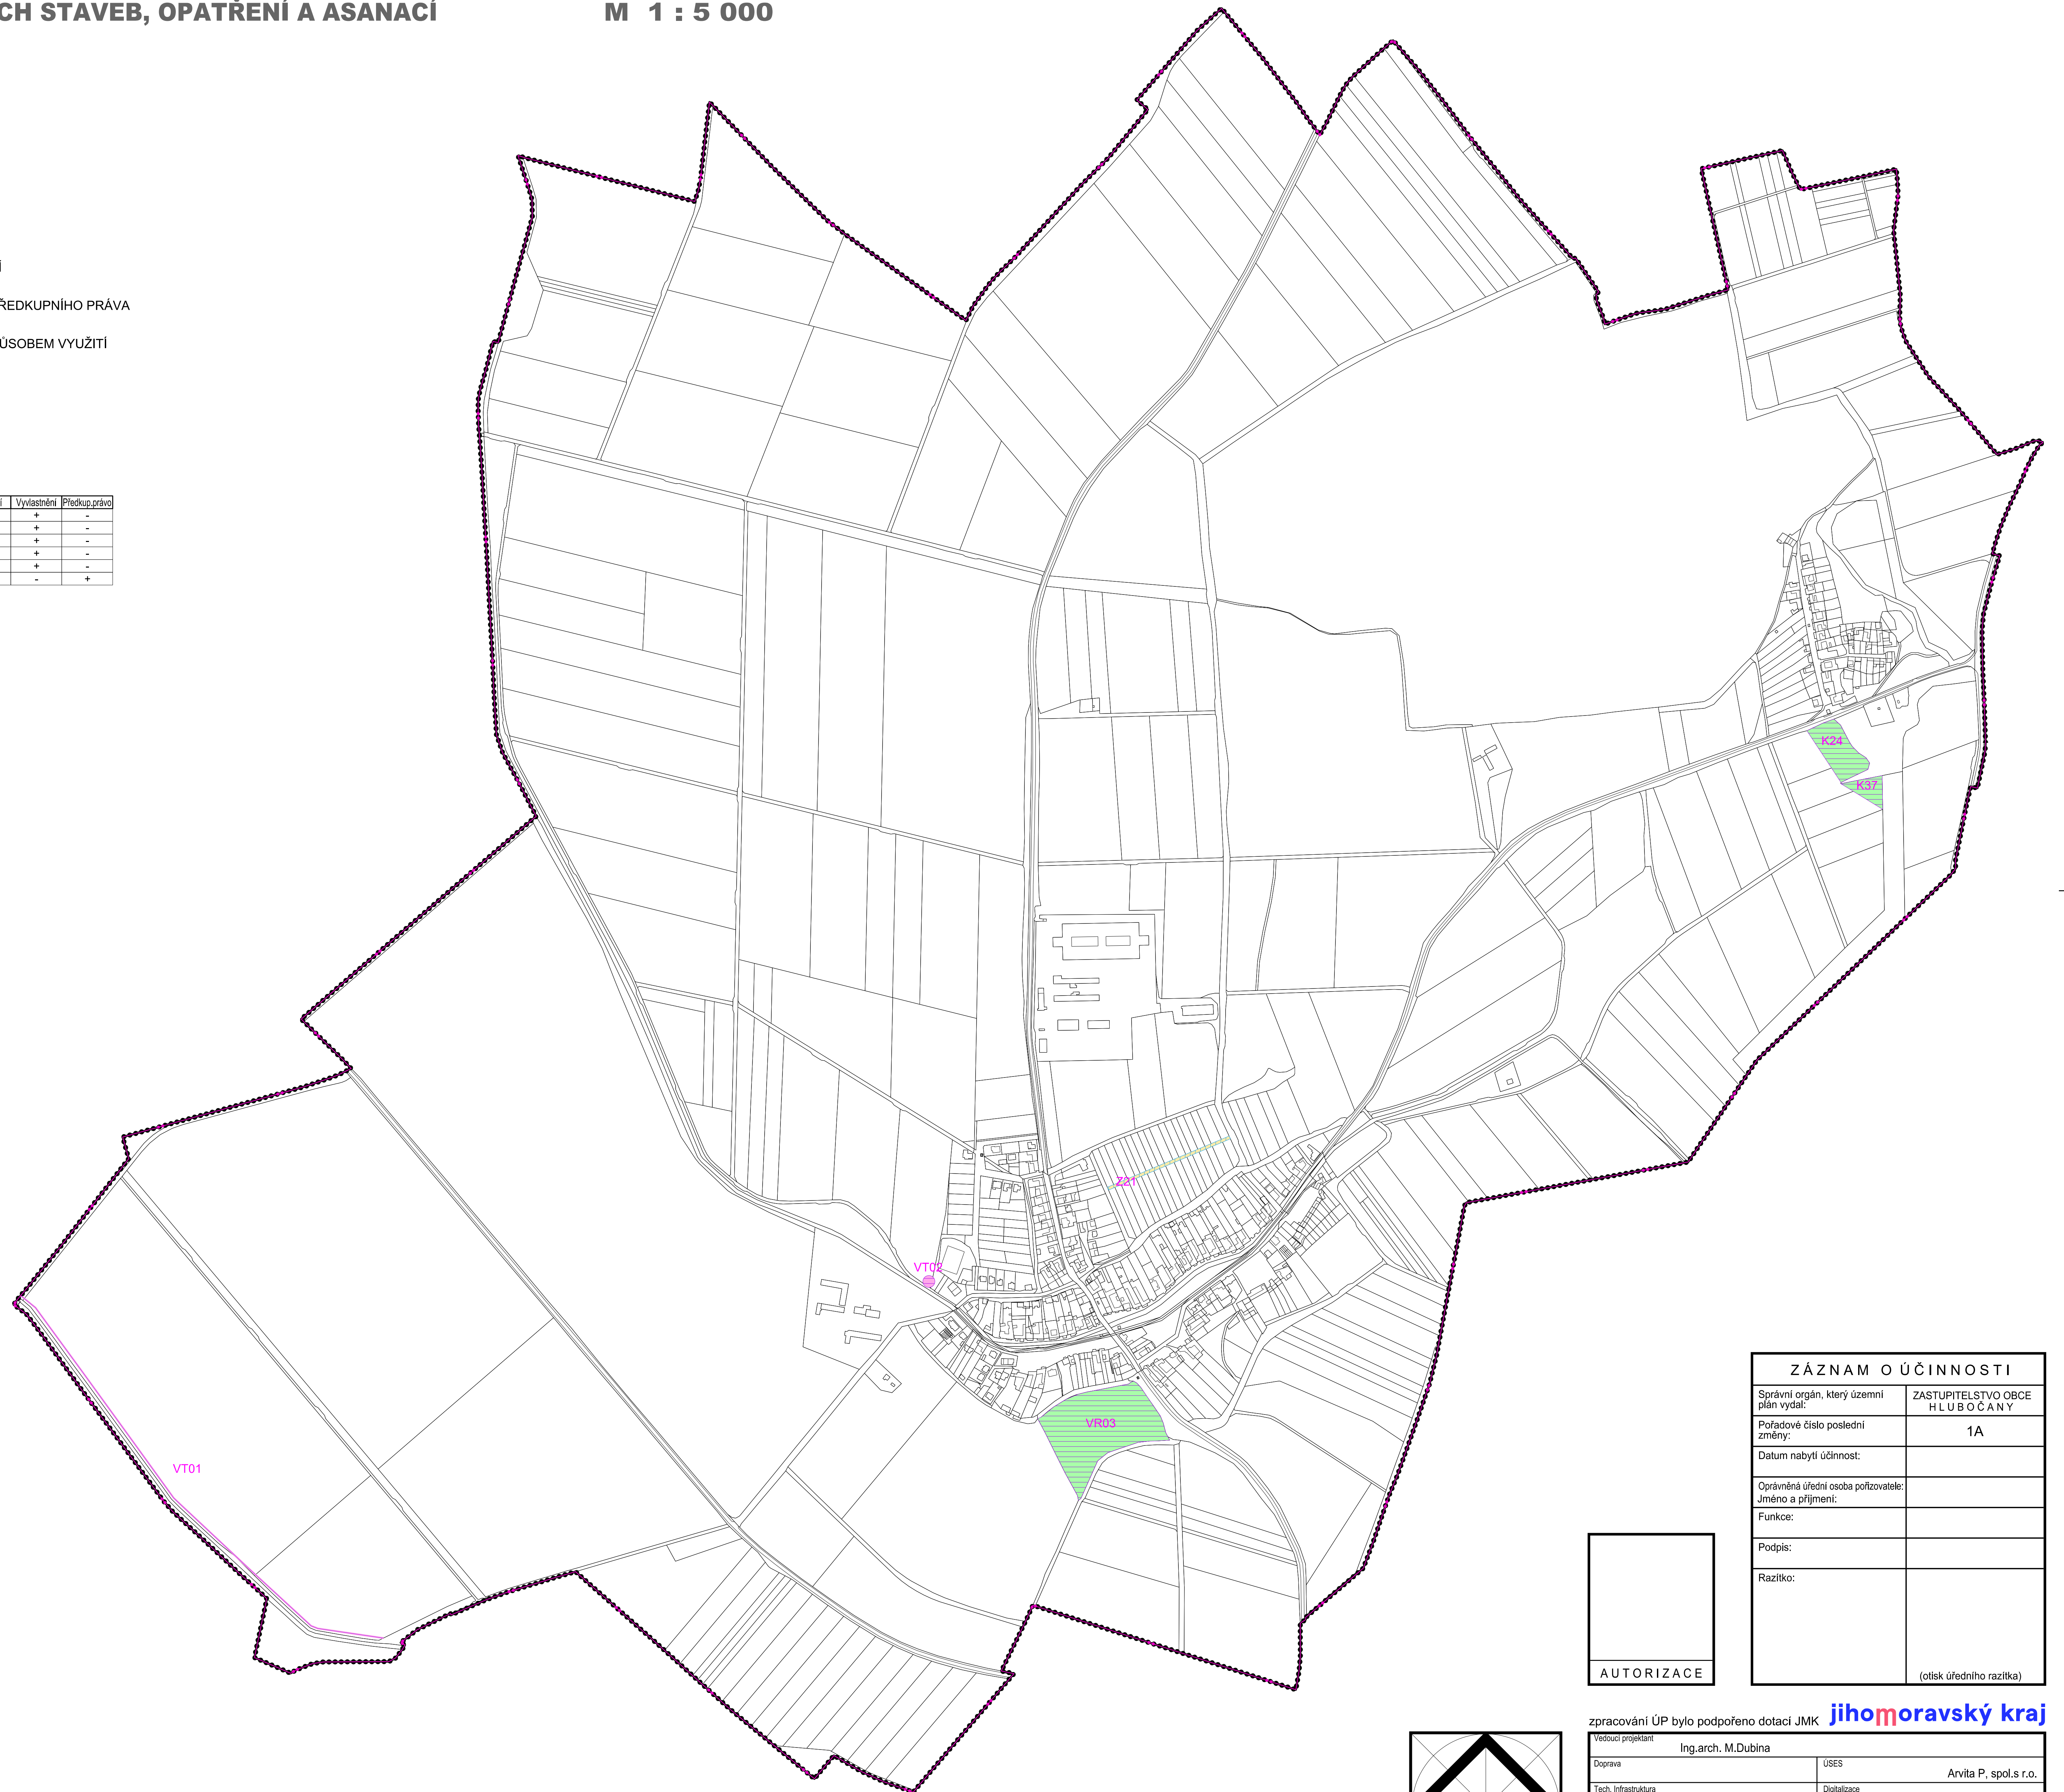 CH STAVEB, OPATŘENÍ A ASANACÍ M 1 : 5 000
Í
ŘEDKUPNÍHO PRÁVA
ŮSOBEM VYUŽITÍ
í Vyvlastnění Předkup.právo
+ -
+ -
+ -
+ -
+ -
- +
K24
K37
Z21
VT02
VR03
VT01
ZÁZNAM O ÚČINNOSTI
Správní orgán, který územní
plán vydal:
ZASTUPITELSTVO OBCE
HLUBOČANY
Pořadové číslo poslední
změny:
1A
Datum nabytí účinnost:
Oprávněná úřední osoba pořizovatele:
Jméno a příjmení:
Funkce:
Podpis:
Razítko:
(otisk úředního razítka)
AUTORIZACE
zpracování ÚP bylo podpořeno dotací JMK jihomoravský kraj
Vedoucí projektant
Ing.arch. M.Dubina
Doprava
ÚSES
Arvita P, spol.s r.o.
Tech. Infrastruktura
Digitalizace